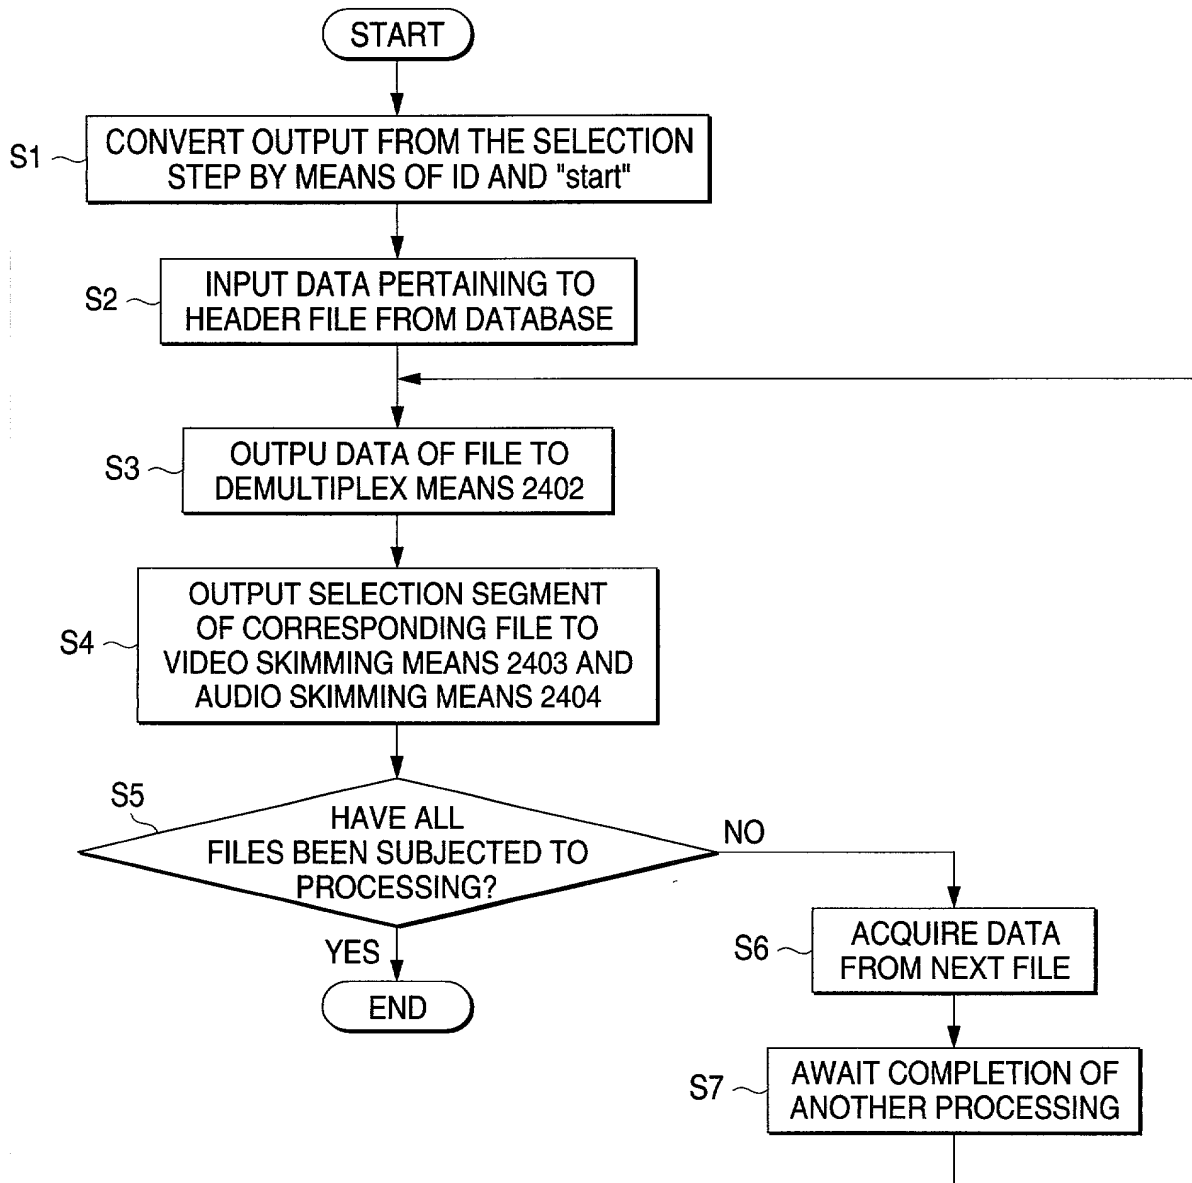 START
S1
CONVERT OUTPUT FROM THE SELECTION
STEP BY MEANS OF ID AND "start"
S2
INPUT DATA PERTAINING TO
HEADER FILE FROM DATABASE
S3
OUTPU DATA OF FILE TO
DEMULTIPLEX MEANS 2402
S4
OUTPUT SELECTION SEGMENT
OF CORRESPONDING FILE TO
VIDEO SKIMMING MEANS 2403 AND
AUDIO SKIMMING MEANS 2404
S5
HAVE ALL
FILES BEEN SUBJECTED TO
PROCESSING?
NO
YES
END
S6
ACQUIRE DATA
FROM NEXT FILE
S7
AWAIT COMPLETION OF
ANOTHER PROCESSING